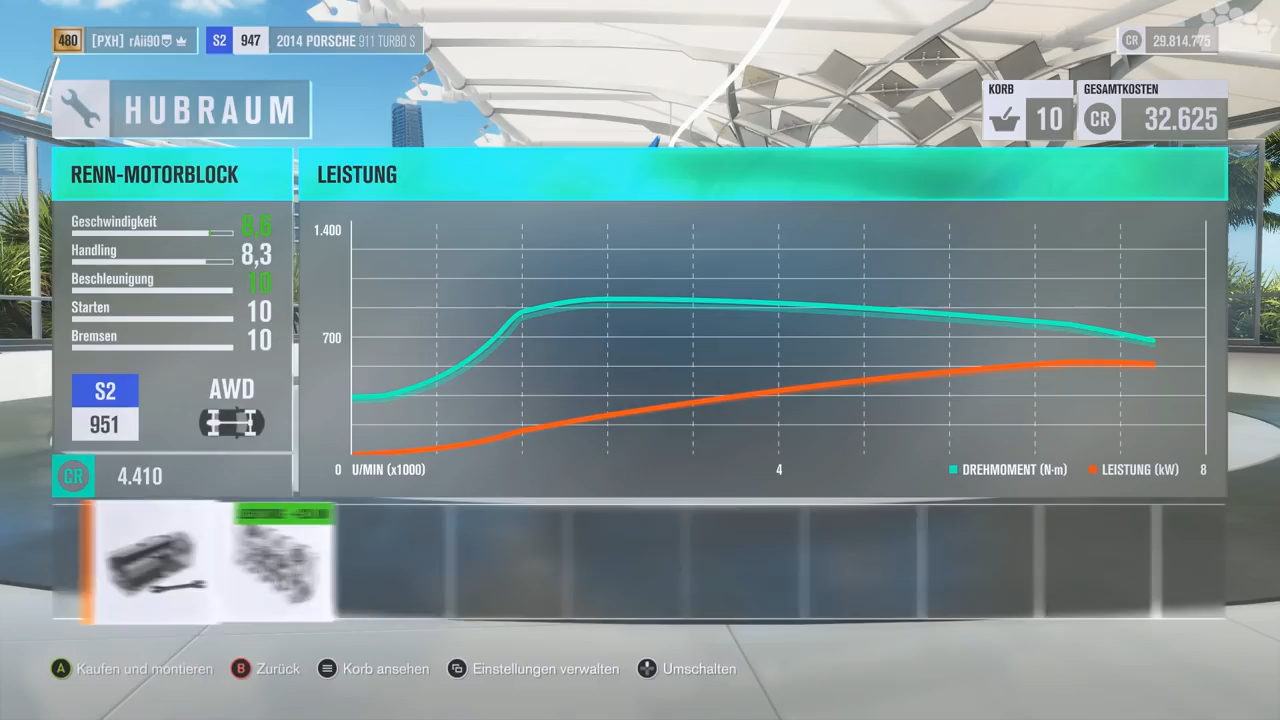 480 [PXH] rAii90 S2 947 2014 PORSCHE 911 TURBO S CR 29.814.775
HUBRAUM
KORB
10
GESAMTKOSTEN
CR 32.625
RENN-MOTORBLOCK
Geschwindigkeit 8,6
Handling 8,3
Beschleunigung 10
Starten 10
Bremsen 10
S2
951
AWD
CR 4.410
LEISTUNG
1.400
700
0 U/MIN (x1000) 4 DREHMOMENT (N·m) LEISTUNG (kW) 8
A Kaufen und montieren B Zurück Korb ansehen Einstellungen verwalten Umschalten